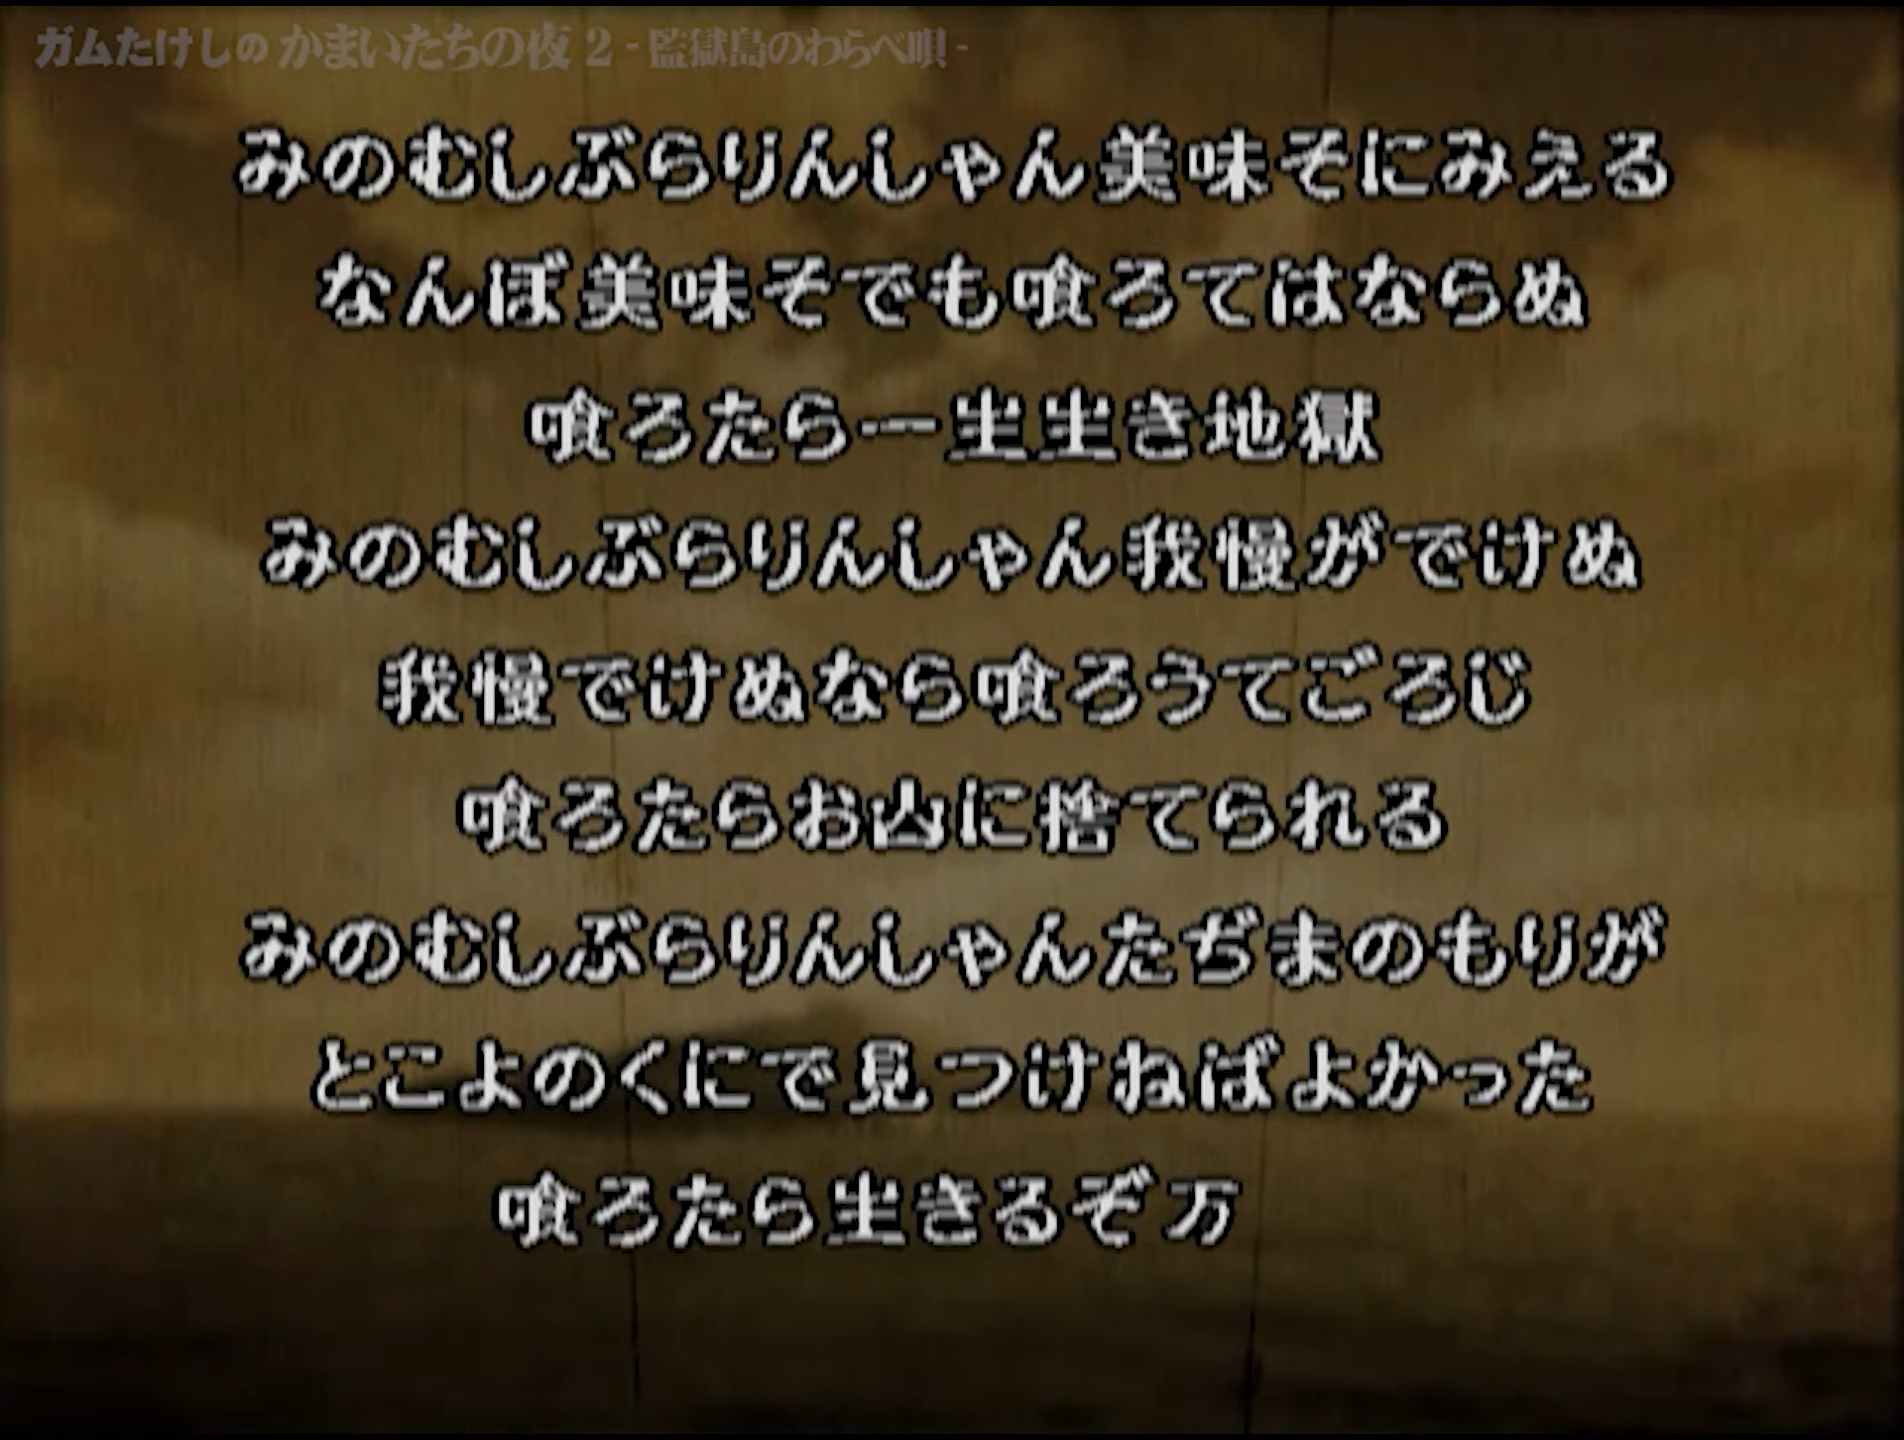 ガムたけしの かまいたちの夜 2 - 監獄島のわらべ唄 -
みのむしぶらりんしゃん美味そにみえる
なんぼ美味そでも喰ろてはならぬ
喰ろたら一生生き地獄
みのむしぶらりんしゃん我慢がでけぬ
我慢でけぬなら喰ろうてごろじ
喰ろたらお山に捨てられる
みのむしぶらりんしゃんたぢまのもりが
とこよのくにで見つけねばよかった
喰ろたら生きるぞ万